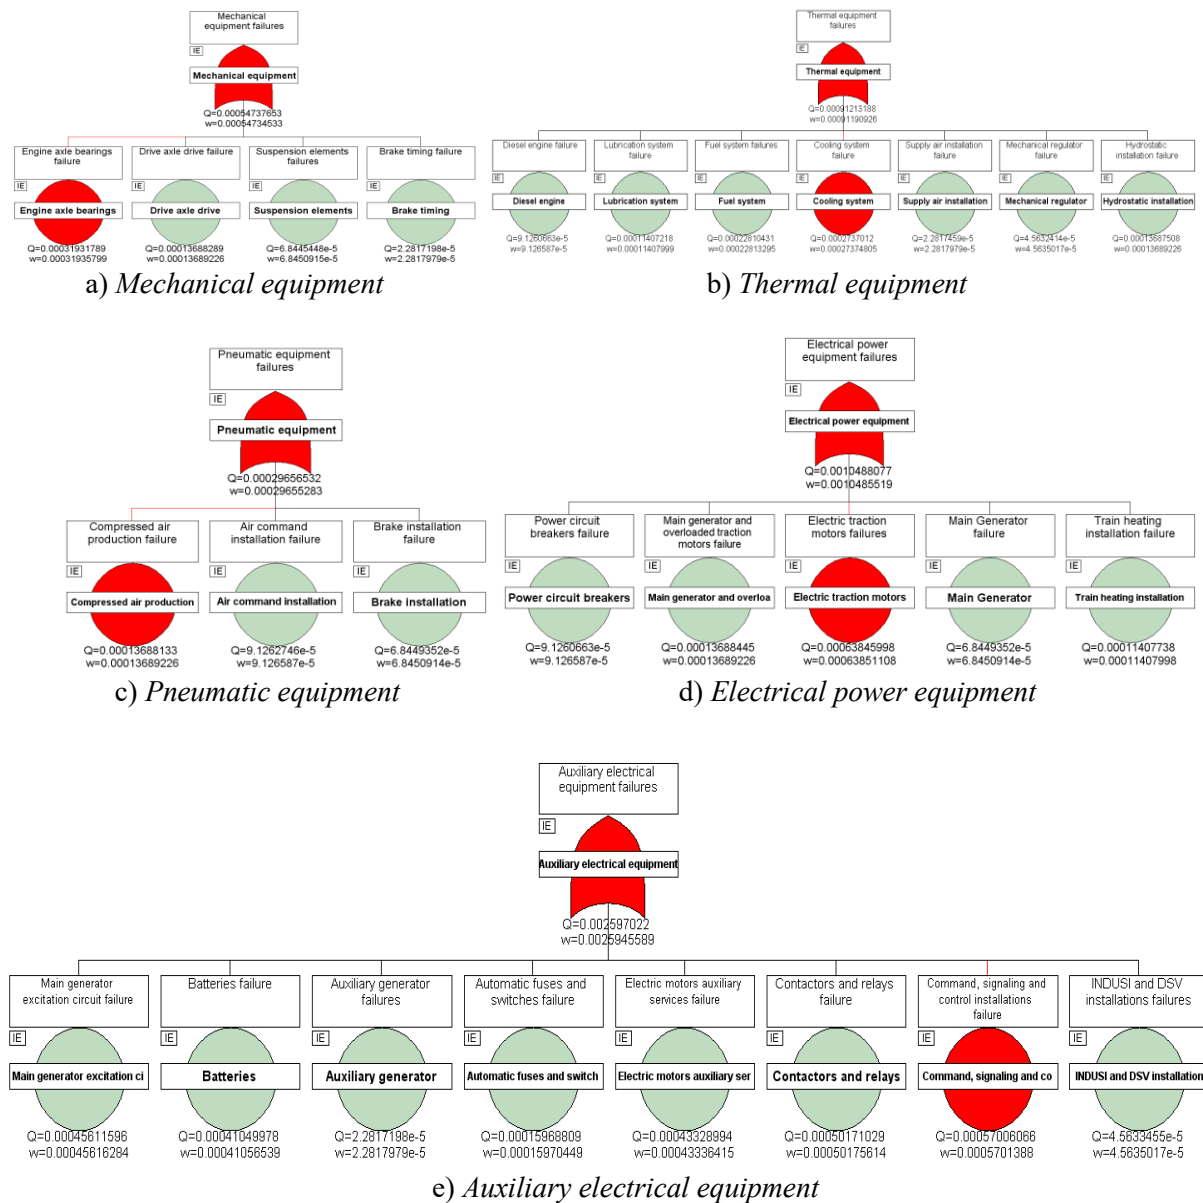 Mechanical
equipment failures
IE
Mechanical equipment
Q=0.00054737653
w=0.00054734533
Engine axle bearings
failure
IE
Engine axle bearings
Q=0.00031931789
w=0.00031935799
Drive axle drive failure
IE
Drive axle drive
Q=0.00013688289
w=0.00013689226
Suspension elements
failures
IE
Suspension elements
Q=6.8445448e-5
w=6.8450915e-5
Brake timing failure
IE
Brake timing
Q=2.2817198e-5
w=2.2817979e-5
a) Mechanical equipment
Thermal equipment
failures
IE
Thermal equipment
Q=0.00091213188
w=0.00091190926
Diesel engine failure
IE
Diesel engine
Q=9.1260663e-5
w=9.126587e-5
Lubrication system
failure
IE
Lubrication system
Q=0.00011407218
w=0.00011407999
Fuel system failures
IE
Fuel system
Q=0.00022810431
w=0.00022813295
Cooling system
failure
IE
Cooling system
Q=0.0002737012
w=0.00027374805
Supply air installation
failure
IE
Supply air installation
Q=2.2817459e-5
w=2.2817979e-5
Mechanical regulator
failure
IE
Mechanical regulator
Q=4.5632414e-5
w=4.5635017e-5
Hydrostatic
installation failure
IE
Hydrostatic installation
Q=0.00013687508
w=0.00013689226
b) Thermal equipment
Pneumatic equipment
failures
IE
Pneumatic equipment
Q=0.00029656532
w=0.00029655283
Compressed air
production failure
IE
Compressed air production
Q=0.00013688133
w=0.00013689226
Air command
installation failure
IE
Air command installation
Q=9.1262746e-5
w=9.126587e-5
Brake installation
failure
IE
Brake installation
Q=6.8449352e-5
w=6.8450914e-5
c) Pneumatic equipment
Electrical power
equipment failures
IE
Electrical power equipment
Q=0.0010488077
w=0.0010485519
Power circuit
breakers failure
IE
Power circuit breakers
Q=9.1260663e-5
w=9.126587e-5
Main generator and
overloaded traction
motors failure
IE
Main generator and overloa
Q=0.00013688445
w=0.00013689226
Electric traction
motors failures
IE
Electric traction motors
Q=0.00063845998
w=0.00063851108
Main Generator
failure
IE
Main Generator
Q=6.8449352e-5
w=6.8450914e-5
Train heating
installation failure
IE
Train heating installation
Q=0.00011407738
w=0.00011407998
d) Electrical power equipment
Auxiliary electrical
equipment failures
IE
Auxiliary electrical equipment
Q=0.002597022
w=0.0025945589
Main generator
excitation circuit failure
IE
Main generator excitation ci
Q=0.00045611596
w=0.00045616284
Batteries failure
IE
Batteries
Q=0.00041049978
w=0.00041056539
Auxiliary generator
failures
IE
Auxiliary generator
Q=2.2817198e-5
w=2.2817979e-5
Automatic fuses and
switches failure
IE
Automatic fuses and switch
Q=0.00015968809
w=0.00015970449
Electric motors auxiliary
services failure
IE
Electric motors auxiliary ser
Q=0.00043328994
w=0.00043336415
Contactors and relays
failure
IE
Contactors and relays
Q=0.00050171029
w=0.00050175614
Command, signaling and
control installations
failure
IE
Command, signaling and co
Q=0.00057006066
w=0.0005701388
INDUSI and DSV
installations failures
IE
INDUSI and DSV installation
Q=4.5633455e-5
w=4.5635017e-5
e) Auxiliary electrical equipment